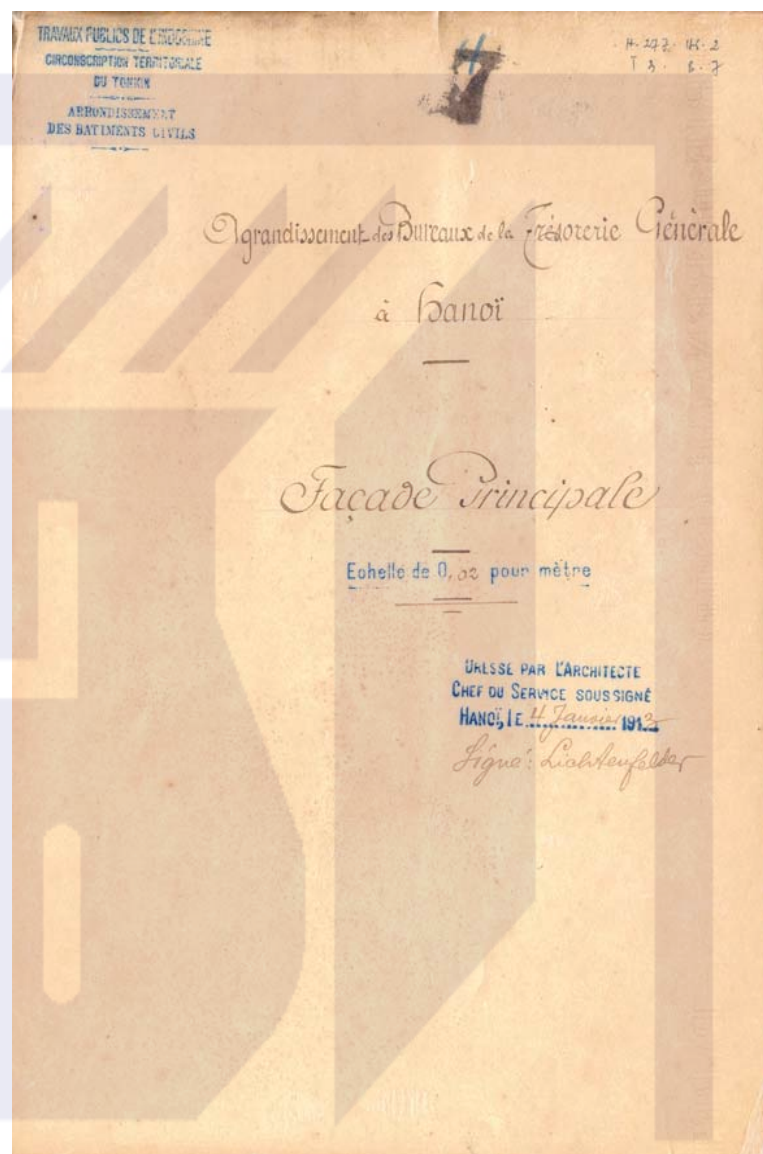 TRAVAUX PUBLICS DE L'INDOCHINE
CIRCONSCRIPTION TERRITORIALE
DU TONKIN
ARRONDISSEMENT
DES BATIMENTS CIVILS
Agrandissement des Bureaux de la Trésorerie Générale
à Hanoï
Façade Principale
Echelle de 0,02 pour mètre
DRESSÉ PAR L'ARCHITECTE
CHEF DU SERVICE SOUSSIGNÉ
HANOÏ, LE 4 Janvier 191
Signé: Lichtenfelder